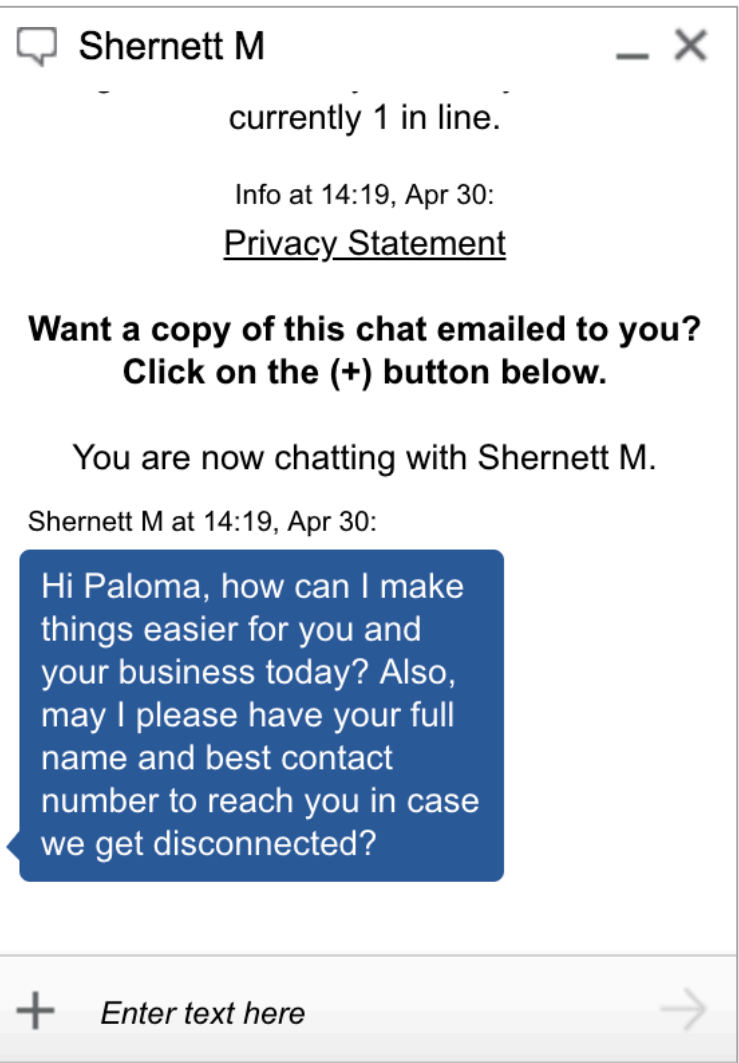 Shernett M
currently 1 in line.
Info at 14:19, Apr 30:
Privacy Statement
Want a copy of this chat emailed to you?
Click on the (+) button below.
You are now chatting with Shernett M.
Shernett M at 14:19, Apr 30:
Hi Paloma, how can I make
things easier for you and
your business today? Also,
may I please have your full
name and best contact
number to reach you in case
we get disconnected?
Enter text here